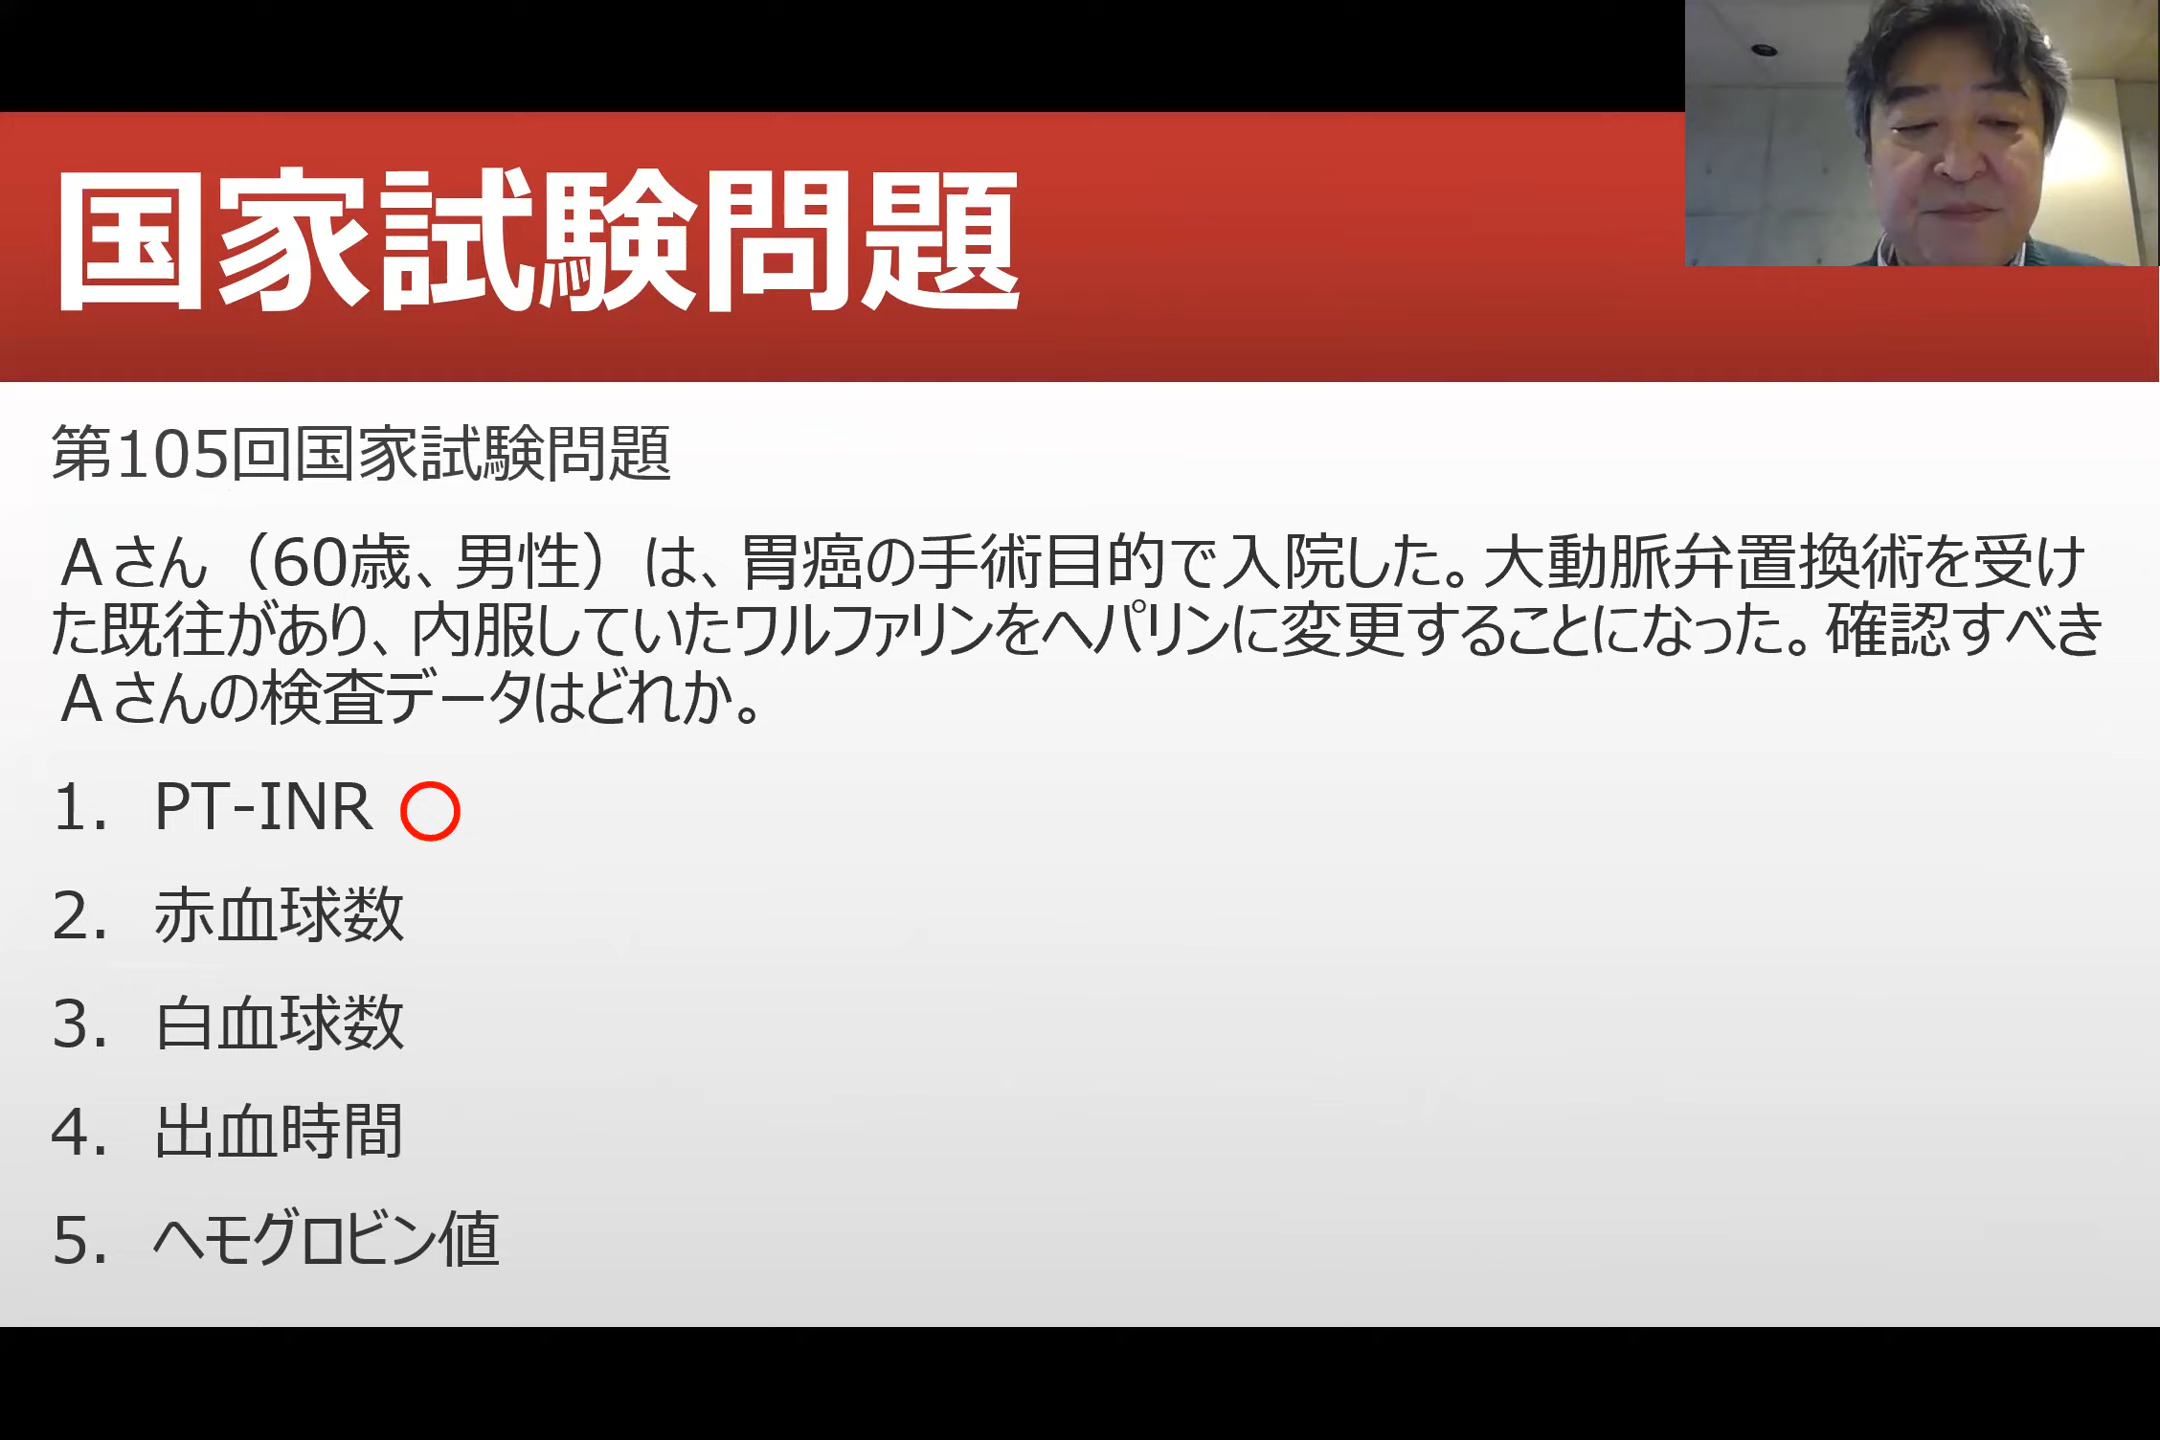 国家試験問題
第105回国家試験問題
Aさん（60歳、男性）は、胃癌の手術目的で入院した。大動脈弁置換術を受け
た既往があり、内服していたワルファリンをヘパリンに変更することになった。確認すべき
Aさんの検査データはどれか。
1. PT-INR
2. 赤血球数
3. 白血球数
4. 出血時間
5. ヘモグロビン値